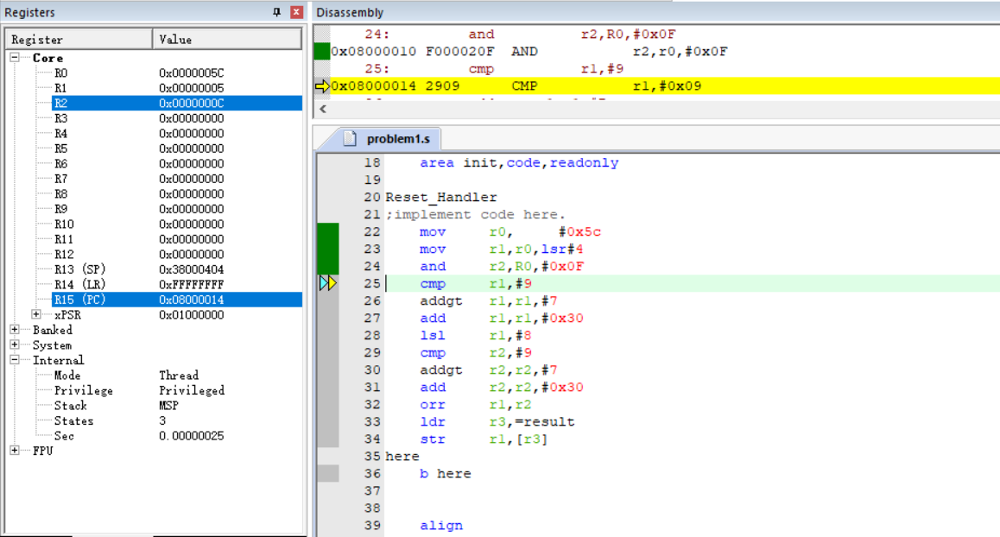 Registers
Register Value
Core
R0 0x0000005C
R1 0x00000005
R2 0x0000000C
R3 0x00000000
R4 0x00000000
R5 0x00000000
R6 0x00000000
R7 0x00000000
R8 0x00000000
R9 0x00000000
R10 0x00000000
R11 0x00000000
R12 0x00000000
R13 (SP) 0x38000404
R14 (LR) 0xFFFFFFFF
R15 (PC) 0x08000014
xPSR 0x01000000
Banked
System
Internal
Mode Thread
Privilege Privileged
Stack MSP
States 3
Sec 0.00000025
FPU
Disassembly
24: and r2,R0,#0x0F
0x08000010 F000020F AND r2,r0,#0x0F
25: cmp r1,#9
0x08000014 2909 CMP r1,#0x09
problem1.s
18 area init,code,readonly
19
20 Reset_Handler
21 ;implement code here.
22 mov r0, #0x5c
23 mov r1,r0,lsr#4
24 and r2,R0,#0x0F
25 cmp r1,#9
26 addgt r1,r1,#7
27 add r1,r1,#0x30
28 lsl r1,#8
29 cmp r2,#9
30 addgt r2,r2,#7
31 add r2,r2,#0x30
32 orr r1,r2
33 ldr r3,=result
34 str r1,[r3]
35 here
36 b here
37
38
39 align